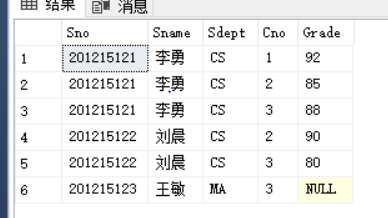 结果 消息
Sno Sname Sdept Cno Grade
1 201215121 李勇 CS 1 92
2 201215121 李勇 CS 2 85
3 201215121 李勇 CS 3 88
4 201215122 刘晨 CS 2 90
5 201215122 刘晨 CS 3 80
6 201215123 王敏 MA 3 NULL